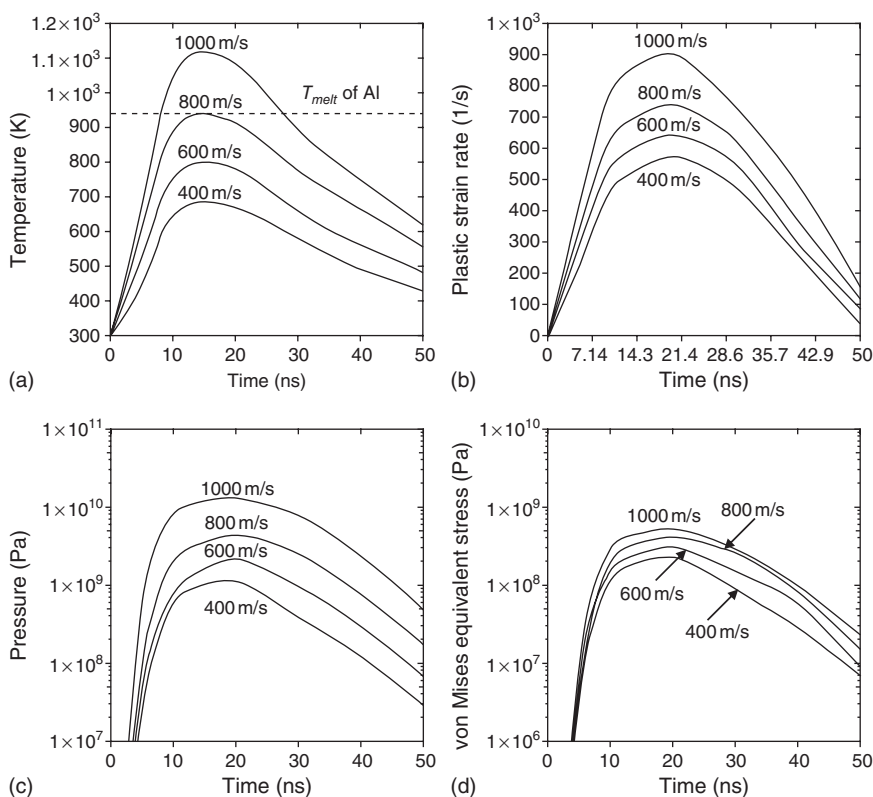 1.2×10³
1.1×10³
1×10³
900
800
700
600
500
400
300
Temperature (K)
1000 m/s
T_melt of Al
800 m/s
600 m/s
400 m/s
0 10 20 30 40 50
Time (ns)
(a)
1×10³
900
800
700
600
500
400
300
200
100
0
Plastic strain rate (1/s)
1000 m/s
800 m/s
600 m/s
400 m/s
0 7.14 14.3 21.4 28.6 35.7 42.9 50
Time (ns)
(b)
1×10¹¹
1×10¹⁰
1×10⁹
1×10⁸
1×10⁷
Pressure (Pa)
1000 m/s
800 m/s
600 m/s
400 m/s
0 10 20 30 40 50
Time (ns)
(c)
1×10¹⁰
1×10⁹
1×10⁸
1×10⁷
1×10⁶
von Mises equivalent stress (Pa)
1000 m/s
800 m/s
600 m/s
400 m/s
0 10 20 30 40 50
Time (ns)
(d)